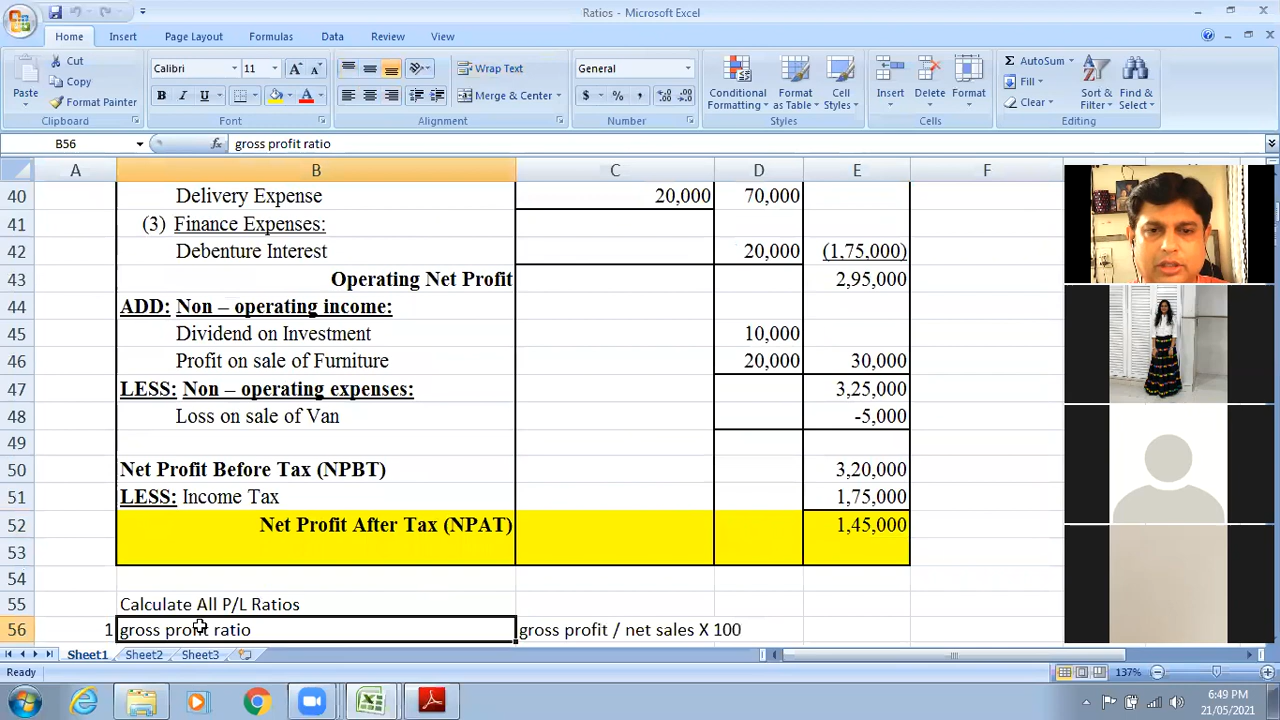 Ratios - Microsoft Excel
Home Insert Page Layout Formulas Data Review View
Cut
Copy
Format Painter
Paste
Clipboard
Calibri 11
B I U
Font
Wrap Text
Merge & Center
Alignment
General
$ % ,
Number
Conditional Formatting
Format as Table
Cell Styles
Styles
Insert Delete Format
Cells
AutoSum
Fill
Clear
Sort & Filter
Find & Select
Editing
B56 fx gross profit ratio
A B C D E F
40 Delivery Expense 20,000 70,000
41 (3) Finance Expenses:
42 Debenture Interest 20,000 (1,75,000)
43 Operating Net Profit 2,95,000
44 ADD: Non – operating income:
45 Dividend on Investment 10,000
46 Profit on sale of Furniture 20,000 30,000
47 LESS: Non – operating expenses: 3,25,000
48 Loss on sale of Van -5,000
49
50 Net Profit Before Tax (NPBT) 3,20,000
51 LESS: Income Tax 1,75,000
52 Net Profit After Tax (NPAT) 1,45,000
53
54
55 Calculate All P/L Ratios
56 1 gross profit ratio gross profit / net sales X 100
Sheet1 Sheet2 Sheet3
Ready 137%
6:49 PM
21/05/2021